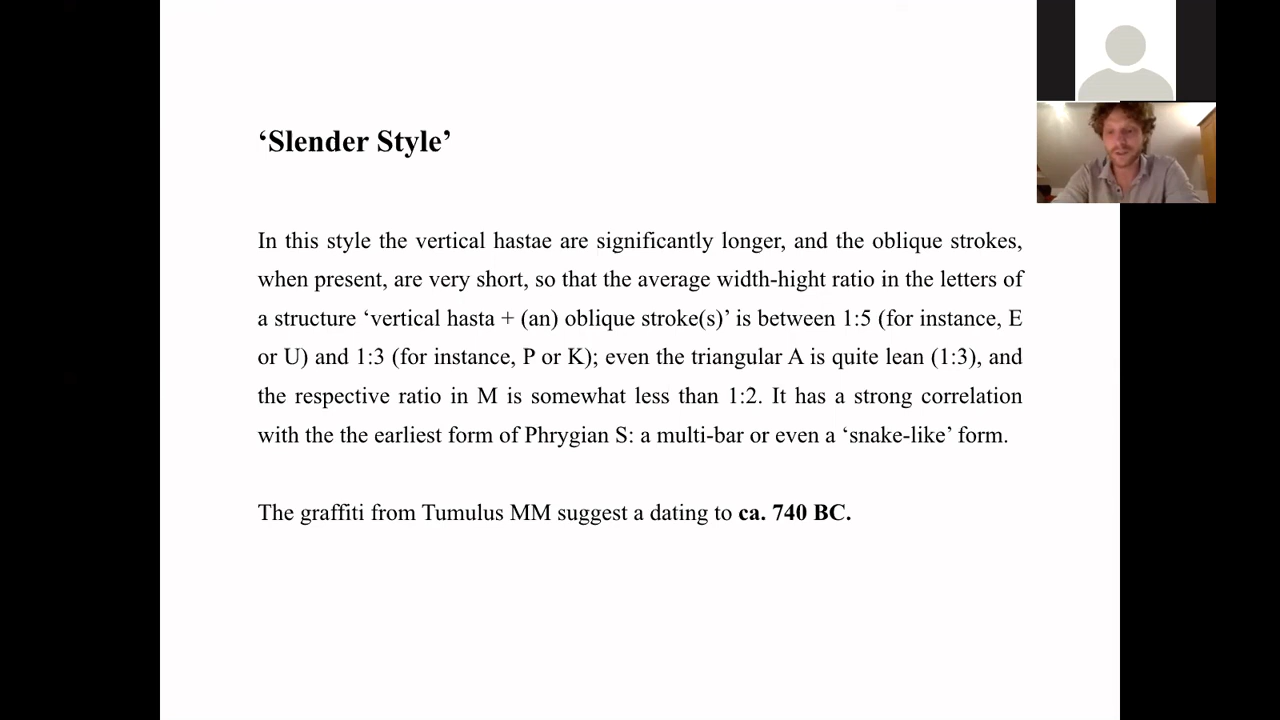 ‘Slender Style’
In this style the vertical hastae are significantly longer, and the oblique strokes,
when present, are very short, so that the average width-hight ratio in the letters of
a structure ‘vertical hasta + (an) oblique stroke(s)’ is between 1:5 (for instance, E
or U) and 1:3 (for instance, P or K); even the triangular A is quite lean (1:3), and
the respective ratio in M is somewhat less than 1:2. It has a strong correlation
with the the earliest form of Phrygian S: a multi-bar or even a ‘snake-like’ form.
The graffiti from Tumulus MM suggest a dating to ca. 740 BC.